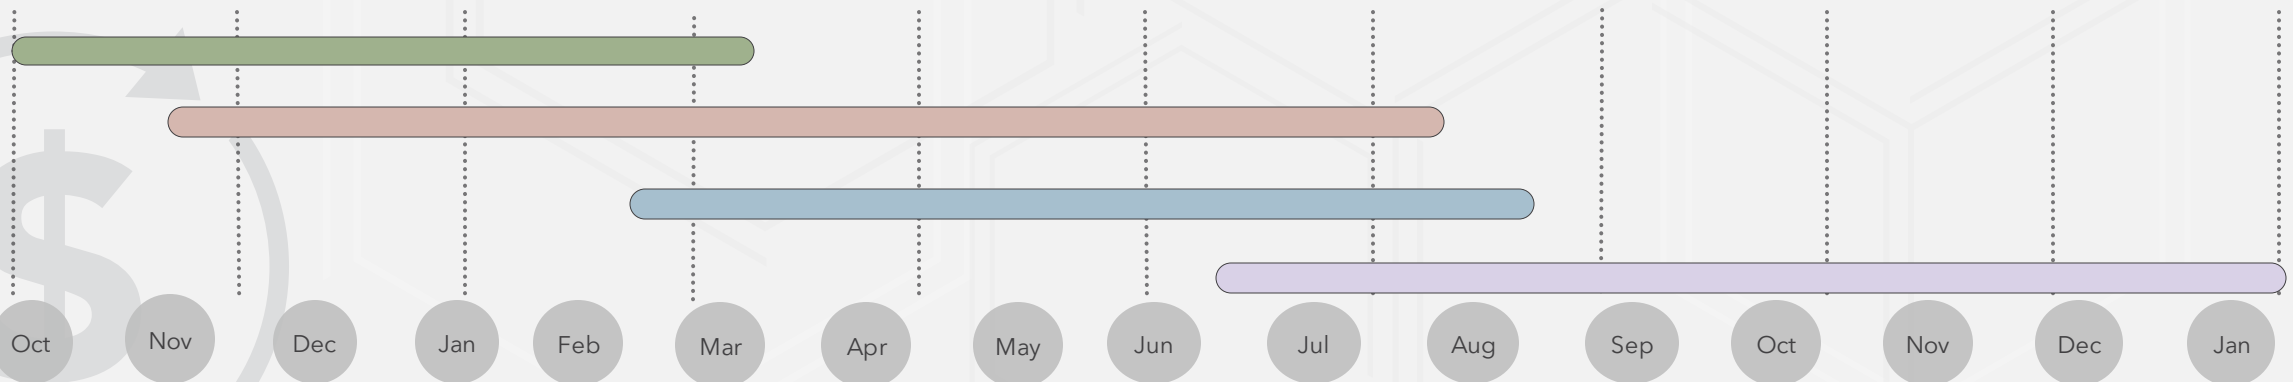 Oct Nov Dec Jan Feb Mar Apr May Jun Jul Aug Sep Oct Nov Dec Jan